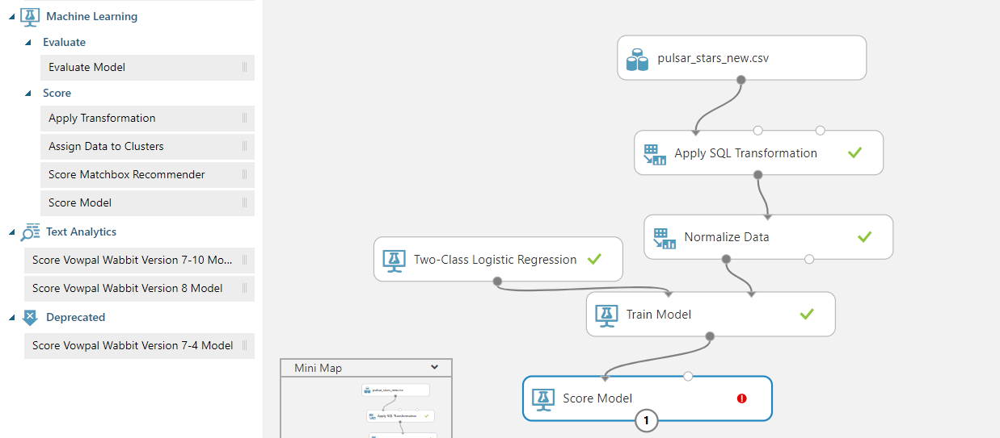 Machine Learning
Evaluate
Evaluate Model
Score
Apply Transformation
Assign Data to Clusters
Score Matchbox Recommender
Score Model
Text Analytics
Score Vowpal Wabbit Version 7-10 Mo...
Score Vowpal Wabbit Version 8 Model
Deprecated
Score Vowpal Wabbit Version 7-4 Model
pulsar_stars_new.csv
Apply SQL Transformation
Normalize Data
Two-Class Logistic Regression
Train Model
Score Model
1
Mini Map
pulsar_stars_new.csv
Apply SQL Transformation